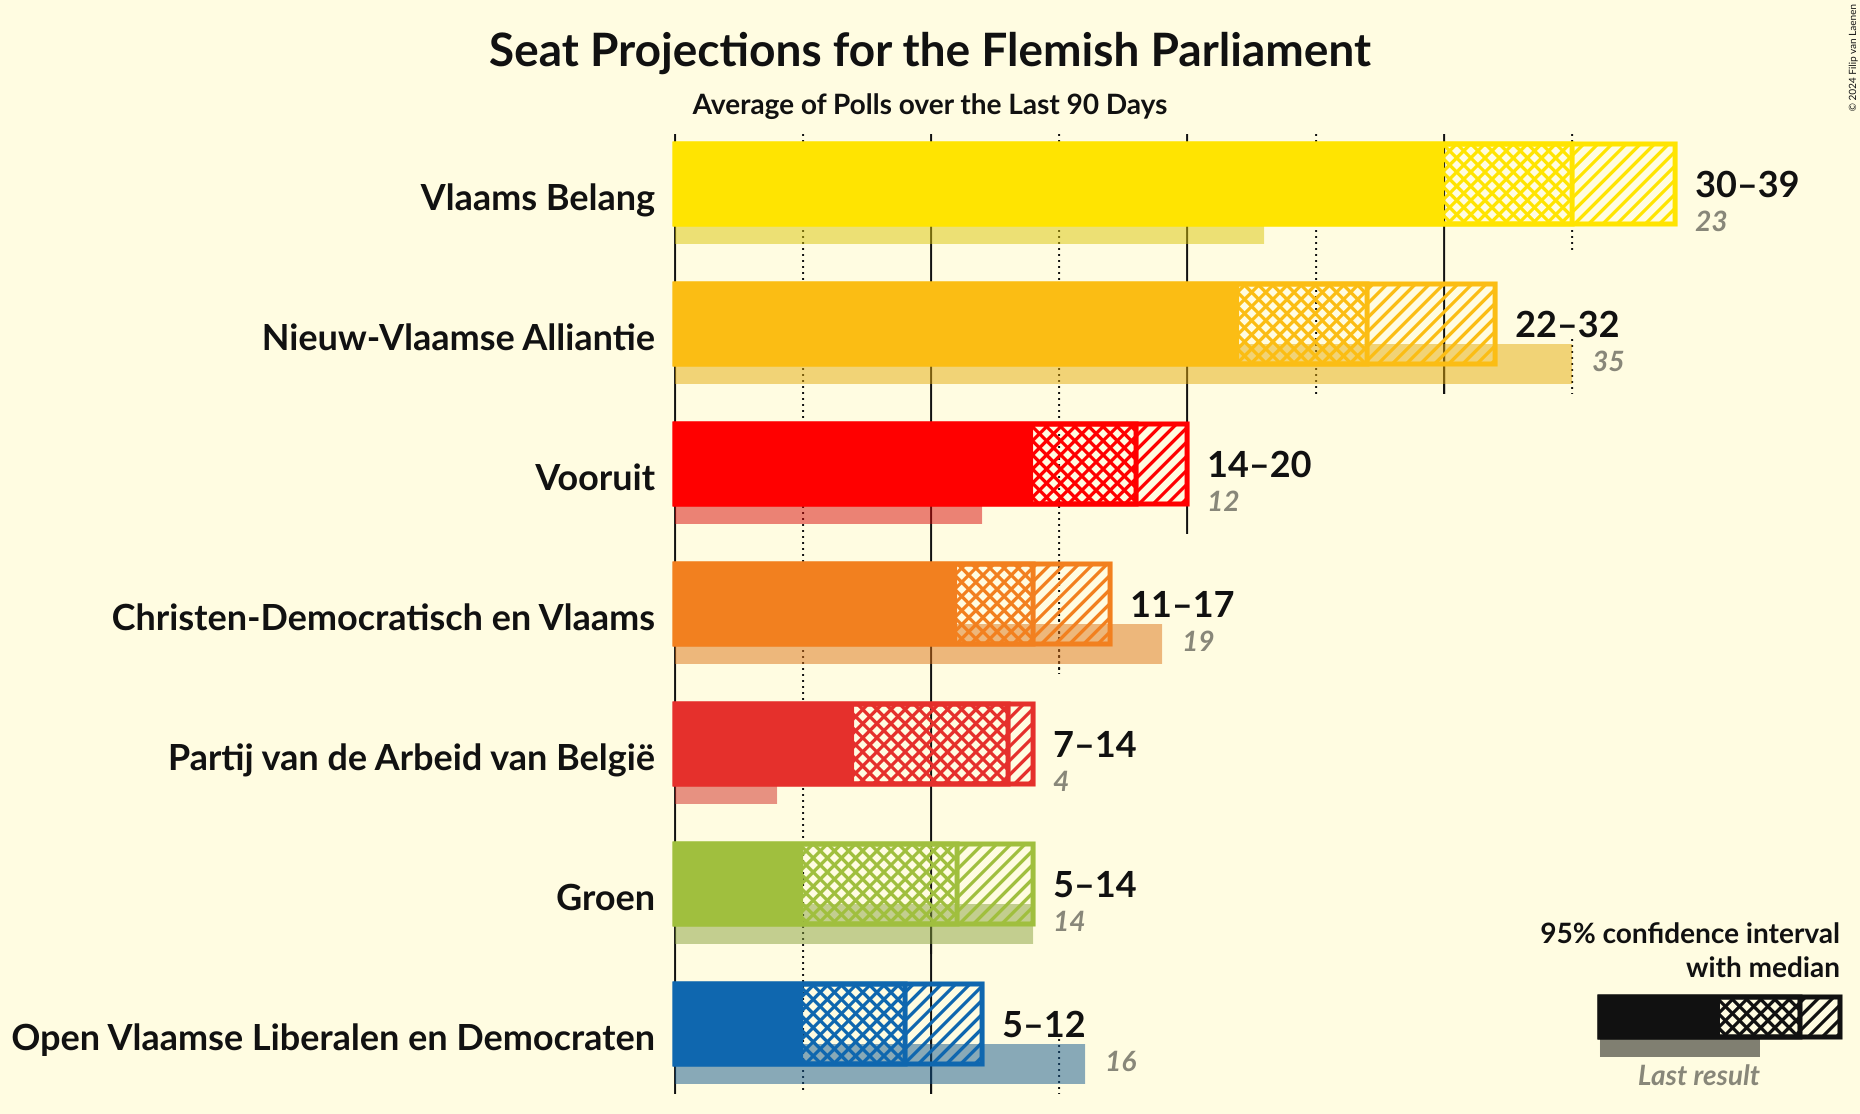 Seat Projections for the Flemish Parliament
Average of Polls over the Last 90 Days
© 2024 Filip van Laenen
Vlaams Belang
30–39
23
Nieuw-Vlaamse Alliantie
22–32
35
Vooruit
14–20
12
Christen-Democratisch en Vlaams
11–17
19
Partij van de Arbeid van België
7–14
4
Groen
5–14
14
Open Vlaamse Liberalen en Democraten
5–12
16
95% confidence interval
with median
Last result